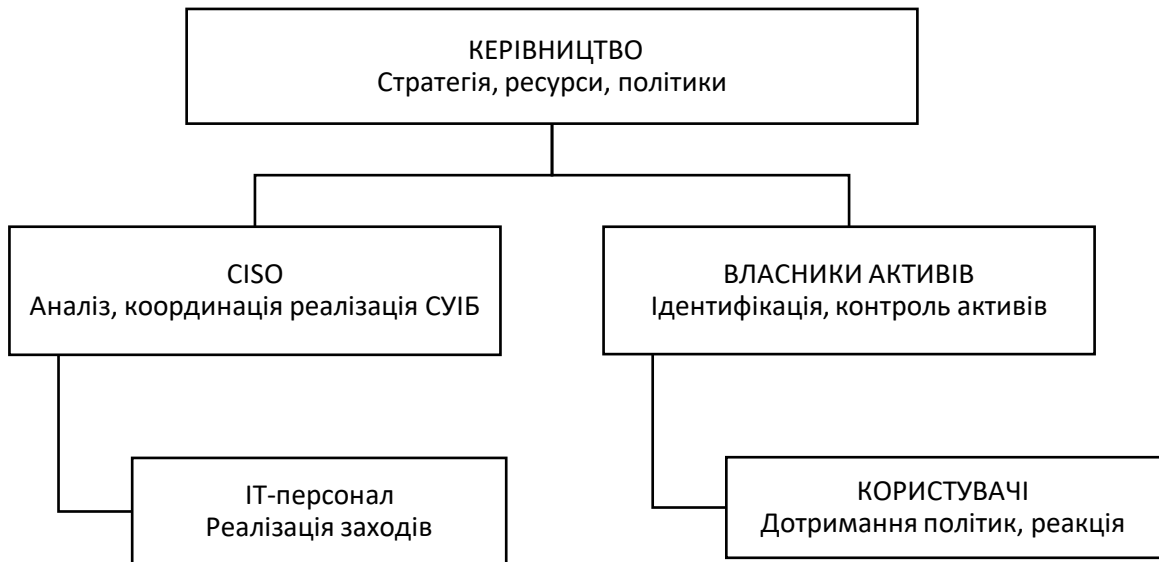 КЕРІВНИЦТВО
Стратегія, ресурси, політики
CISO
Аналіз, координація реалізація СУІБ
ВЛАСНИКИ АКТИВІВ
Ідентифікація, контроль активів
ІТ-персонал
Реалізація заходів
КОРИСТУВАЧІ
Дотримання політик, реакція